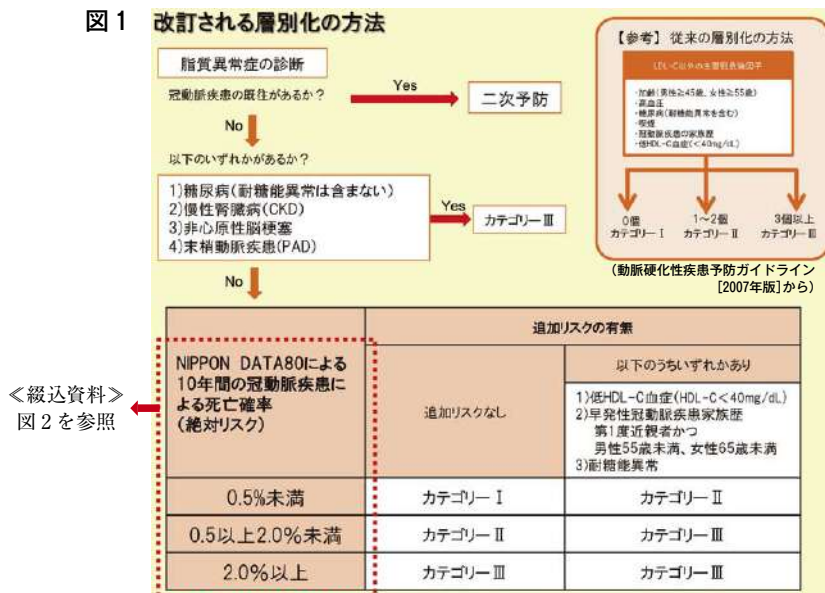 図1 改訂される層別化の方法
脂質異常症の診断
冠動脈疾患の既往があるか？
Yes
二次予防
No
以下のいずれかがあるか？
1)糖尿病(耐糖能異常は含まない)
2)慢性腎臓病(CKD)
3)非心原性脳梗塞
4)末梢動脈疾患(PAD)
Yes
カテゴリーⅢ
No
【参考】従来の層別化の方法
LDL-C以外の主要危険因子
・加齢(男性≧45歳、女性≧55歳)
・高血圧
・糖尿病(耐糖能異常を含む)
・喫煙
・冠動脈疾患の家族歴
・低HDL-C血症(<40mg/dL)
0個
カテゴリーⅠ
1～2個
カテゴリーⅡ
3個以上
カテゴリーⅢ
(動脈硬化性疾患予防ガイドライン
[2007年版]から)
≪綴込資料≫
図2を参照
NIPPON DATA80による
10年間の冠動脈疾患に
よる死亡確率
(絶対リスク)
追加リスクの有無
追加リスクなし
以下のうちいずれかあり
1)低HDL-C血症(HDL-C<40mg/dL)
2)早発性冠動脈疾患家族歴
第1度近親者かつ
男性55歳未満、女性65歳未満
3)耐糖能異常
0.5%未満
カテゴリーⅠ
カテゴリーⅡ
0.5以上2.0%未満
カテゴリーⅡ
カテゴリーⅢ
2.0%以上
カテゴリーⅢ
カテゴリーⅢ